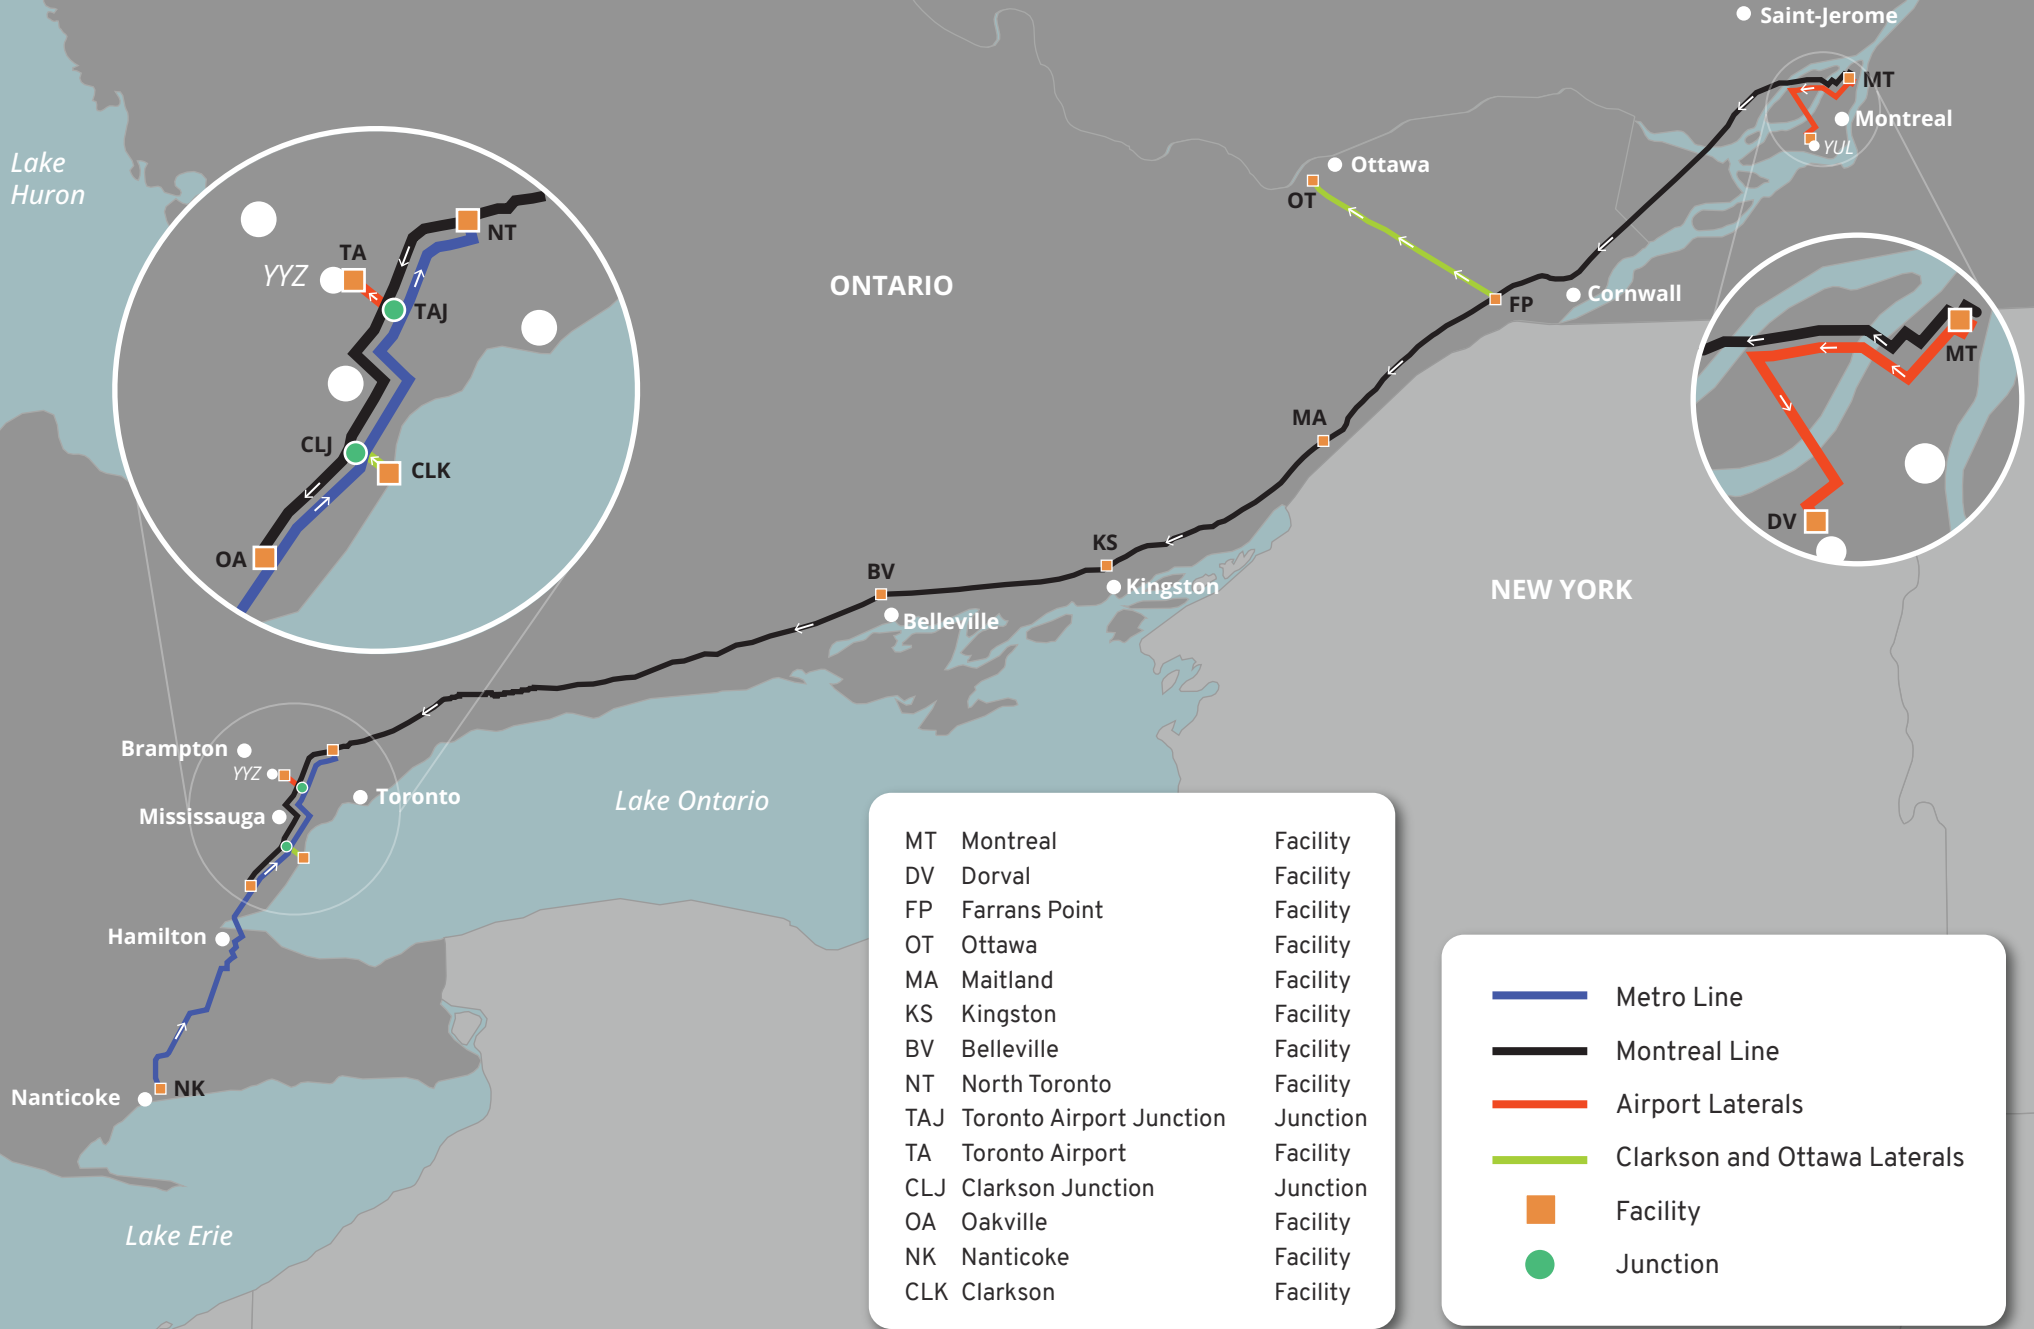 Saint-Jerome
MT
Montreal
YUL
Lake
Huron
Ottawa
OT
NT
TA
YYZ
TAJ
ONTARIO
Cornwall
FP
MT
MA
CLJ
CLK
DV
OA
KS
Kingston
BV
Belleville
NEW YORK
Brampton
YYZ
Toronto
Mississauga
Lake Ontario
Hamilton
Nanticoke
NK
Lake Erie
MT Montreal Facility
DV Dorval Facility
FP Farrans Point Facility
OT Ottawa Facility
MA Maitland Facility
KS Kingston Facility
BV Belleville Facility
NT North Toronto Facility
TAJ Toronto Airport Junction Junction
TA Toronto Airport Facility
CLJ Clarkson Junction Junction
OA Oakville Facility
NK Nanticoke Facility
CLK Clarkson Facility
Metro Line
Montreal Line
Airport Laterals
Clarkson and Ottawa Laterals
Facility
Junction